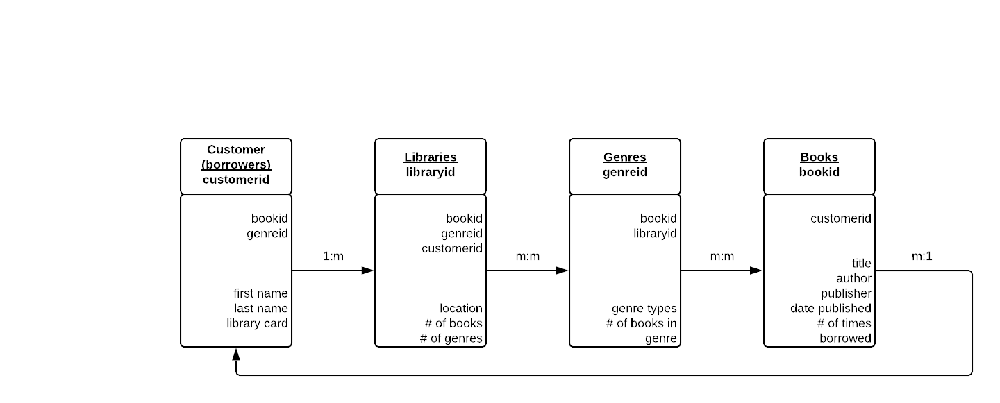 Customer
(borrowers)
customerid
bookid
genreid
first name
last name
library card
1:m
Libraries
libraryid
bookid
genreid
customerid
location
# of books
# of genres
m:m
Genres
genreid
bookid
libraryid
genre types
# of books in
genre
m:m
Books
bookid
customerid
title
author
publisher
date published
# of times
borrowed
m:1